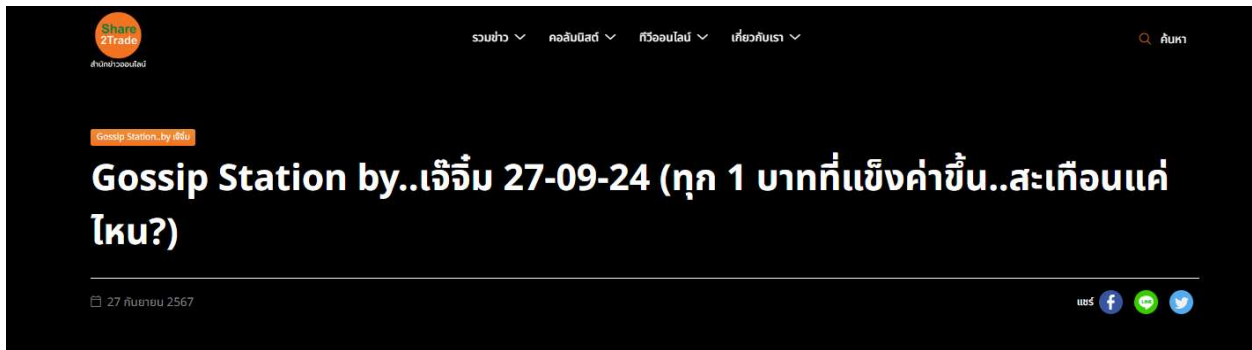 Share
2Trade
สำนักข่าวออนไลน์
รวมข่าว คอลัมนิสต์ ทีวีออนไลน์ เกี่ยวกับเรา ค้นหา
Gossip Station..by เจ๊จิ๋ม
Gossip Station by..เจ๊จิ๋ม 27-09-24 (ทุก 1 บาทที่แข็งค่าขึ้น..สะเทือนแค่
ไหน?)
27 กันยายน 2567 แชร์ LINE